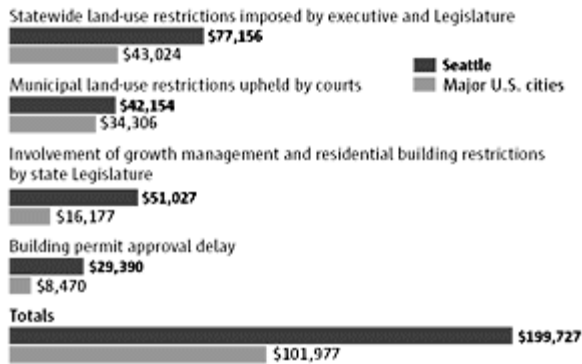 Statewide land-use restrictions imposed by executive and Legislature
$77,156
$43,024
Seattle
Major U.S. cities
Municipal land-use restrictions upheld by courts
$42,154
$34,306
Involvement of growth management and residential building restrictions
by state Legislature
$51,027
$16,177
Building permit approval delay
$29,390
$8,470
Totals
$199,727
$101,977